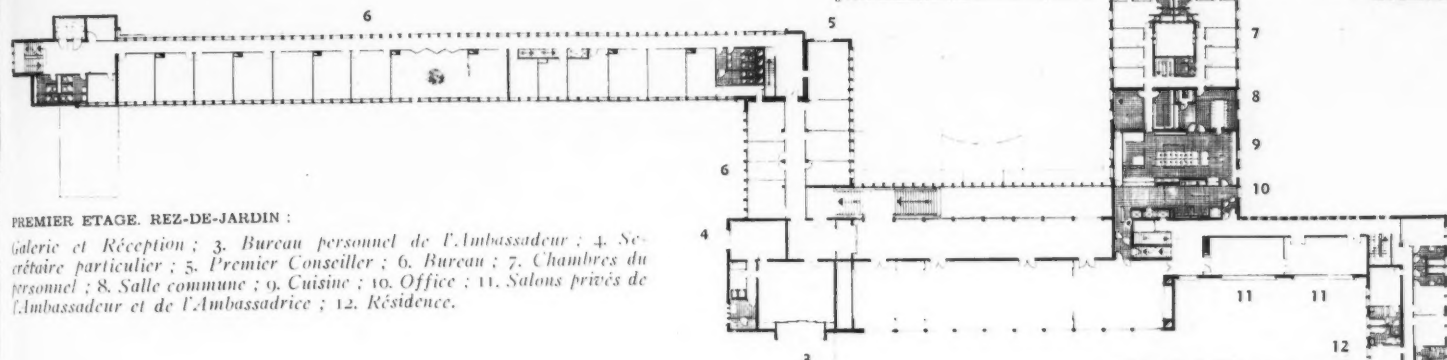 6
5
7
8
9
6
10
4
11
11
12
3
PREMIER ETAGE. REZ-DE-JARDIN :
Galerie et Réception ; 3. Bureau personnel de l'Ambassadeur ; 4. Se-
crétaire particulier ; 5. Premier Conseiller ; 6. Bureau ; 7. Chambres du
personnel ; 8. Salle commune ; 9. Cuisine ; 10. Office ; 11. Salons privés de
l'Ambassadeur et de l'Ambassadrice ; 12. Résidence.